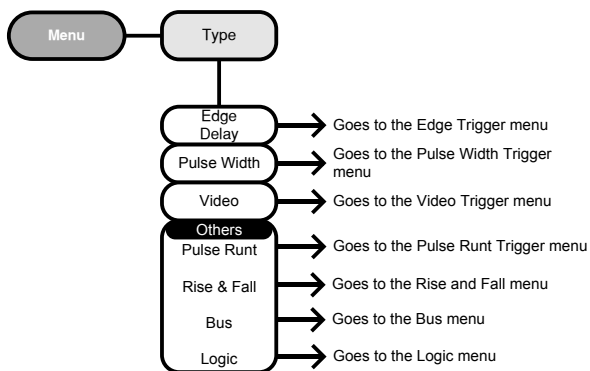 Menu
Type
Edge
Delay
Goes to the Edge Trigger menu
Pulse Width
Goes to the Pulse Width Trigger
menu
Video
Goes to the Video Trigger menu
Others
Pulse Runt
Goes to the Pulse Runt Trigger menu
Rise & Fall
Goes to the Rise and Fall menu
Bus
Goes to the Bus menu
Logic
Goes to the Logic menu